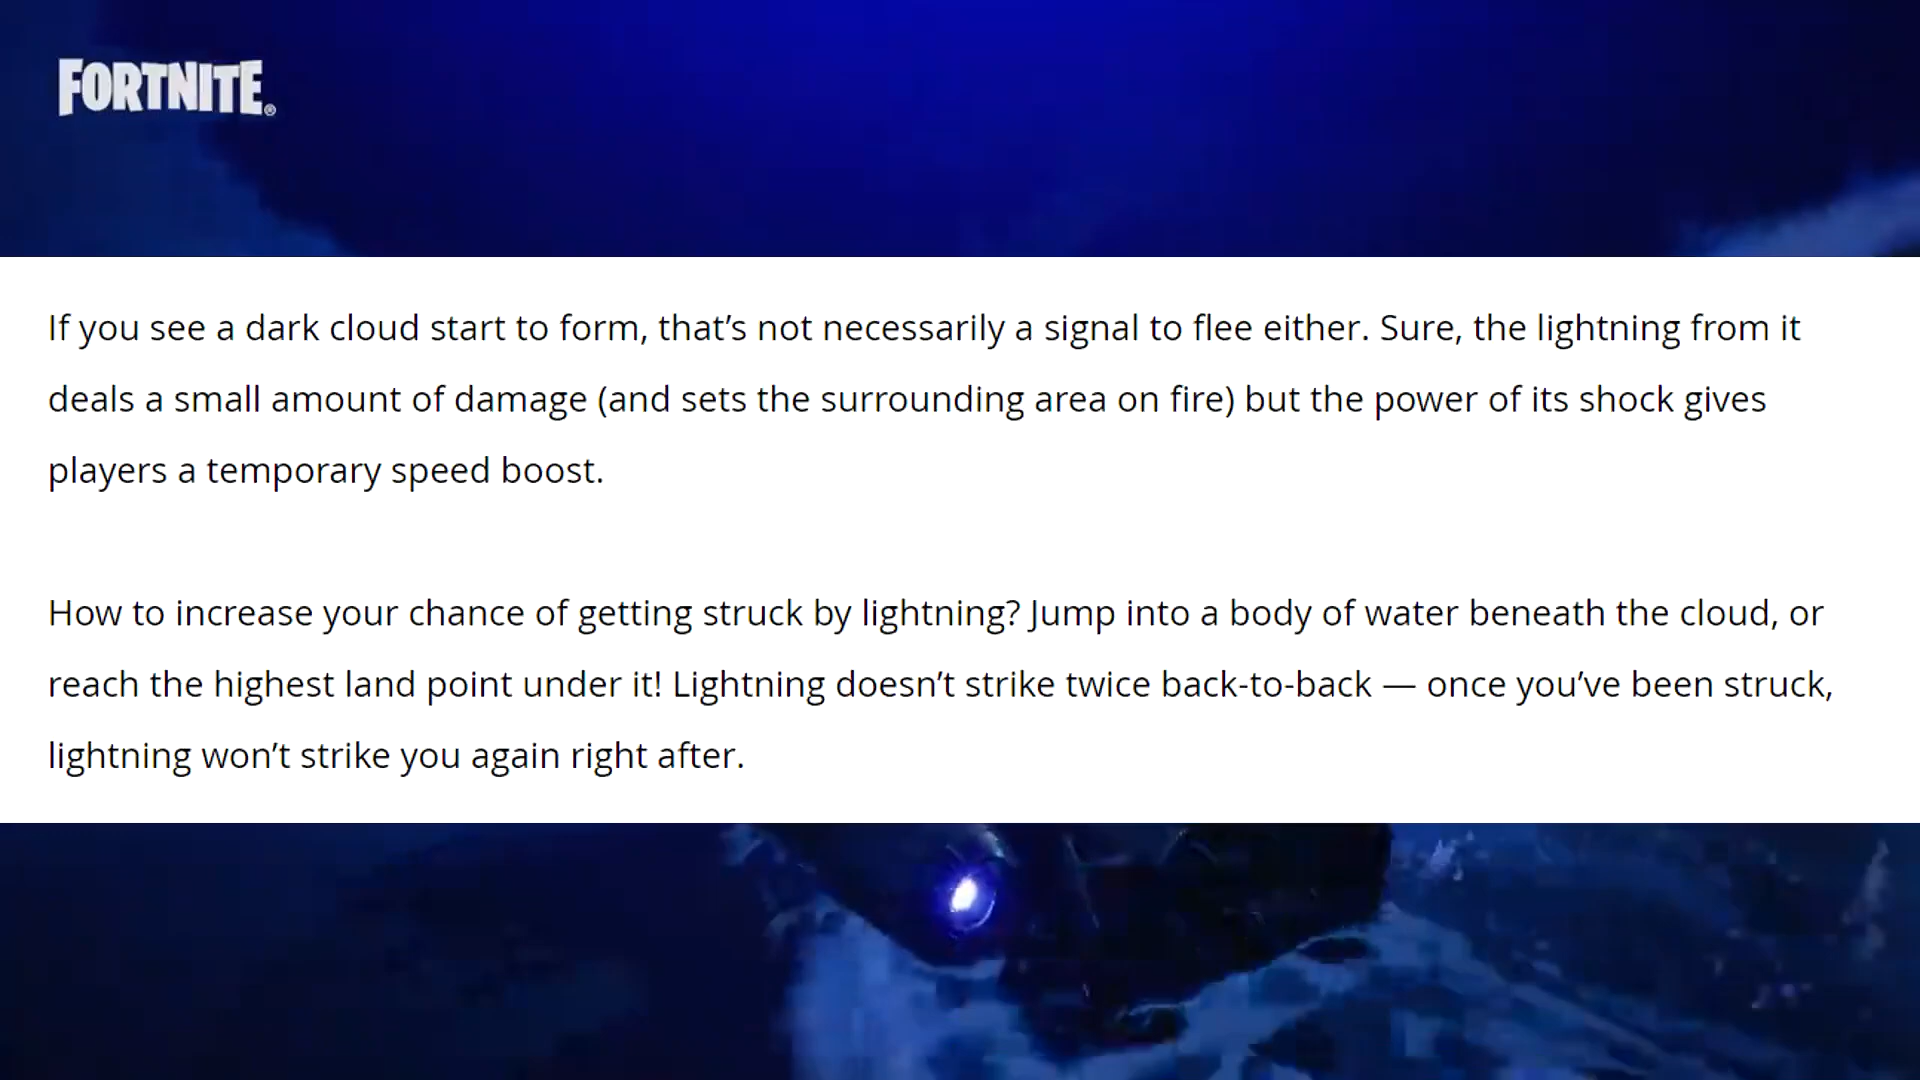 FORTNITE®
If you see a dark cloud start to form, that’s not necessarily a signal to flee either. Sure, the lightning from it
deals a small amount of damage (and sets the surrounding area on fire) but the power of its shock gives
players a temporary speed boost.
How to increase your chance of getting struck by lightning? Jump into a body of water beneath the cloud, or
reach the highest land point under it! Lightning doesn’t strike twice back-to-back — once you’ve been struck,
lightning won’t strike you again right after.